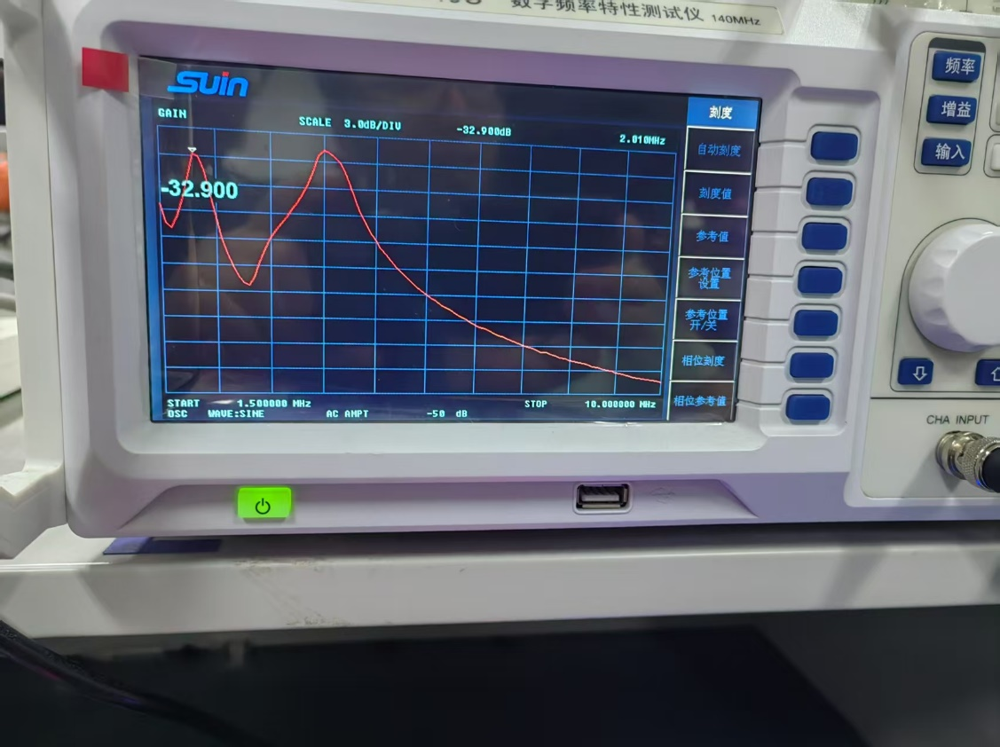 数字频率特性测试仪 140MHz
suin
GAIN
SCALE 3.0dB/DIV
-32.900dB
2.010MHz
-32.900
START 1.500000 MHz
STOP 10.000000 MHz
OSC WAVE:SINE
AC AMPT
-50 dB
刻度
自动刻度
刻度值
参考值
参考位置
设置
参考位置
开/关
相位刻度
相位参考值
频率
增益
输入
CHA INPUT